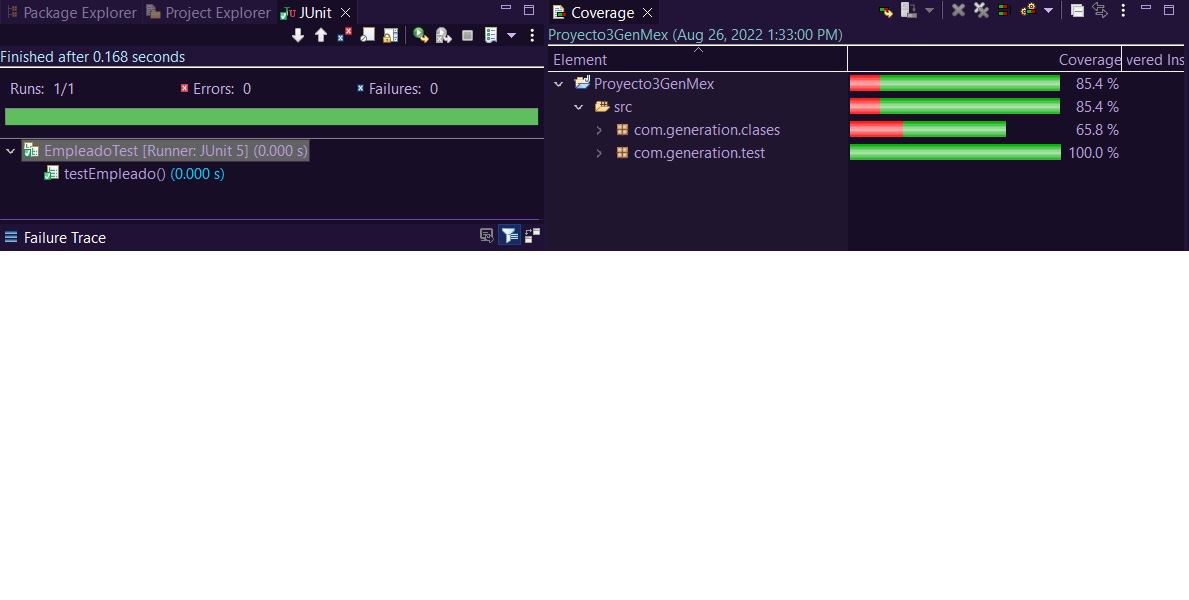 Package Explorer Project Explorer JUnit
Finished after 0.168 seconds
Runs: 1/1 Errors: 0 Failures: 0
EmpleadoTest [Runner: JUnit 5] (0.000 s)
testEmpleado() (0.000 s)
Failure Trace
Coverage
Proyecto3GenMex (Aug 26, 2022 1:33:00 PM)
Element Coverage vered Ins
Proyecto3GenMex 85.4 %
src 85.4 %
com.generation.clases 65.8 %
com.generation.test 100.0 %